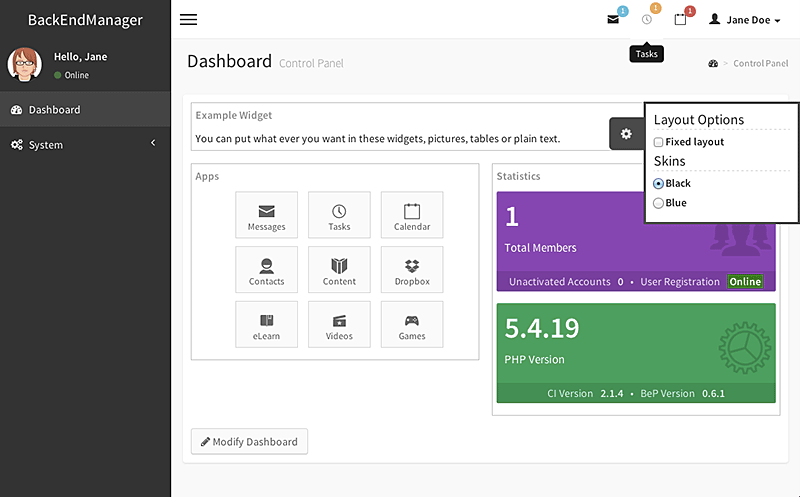 BackEndManager
1
1
1
Jane Doe
Tasks
Hello, Jane
Online
Dashboard
System
Dashboard Control Panel
> Control Panel
Example Widget
You can put what ever you want in these widgets, pictures, tables or plain text.
Layout Options
Fixed layout
Skins
Black
Blue
Apps
Messages
Tasks
Calendar
Contacts
Content
Dropbox
eLearn
Videos
Games
Statistics
1
Total Members
Unactivated Accounts 0 • User Registration Online
5.4.19
PHP Version
CI Version 2.1.4 • BeP Version 0.6.1
Modify Dashboard